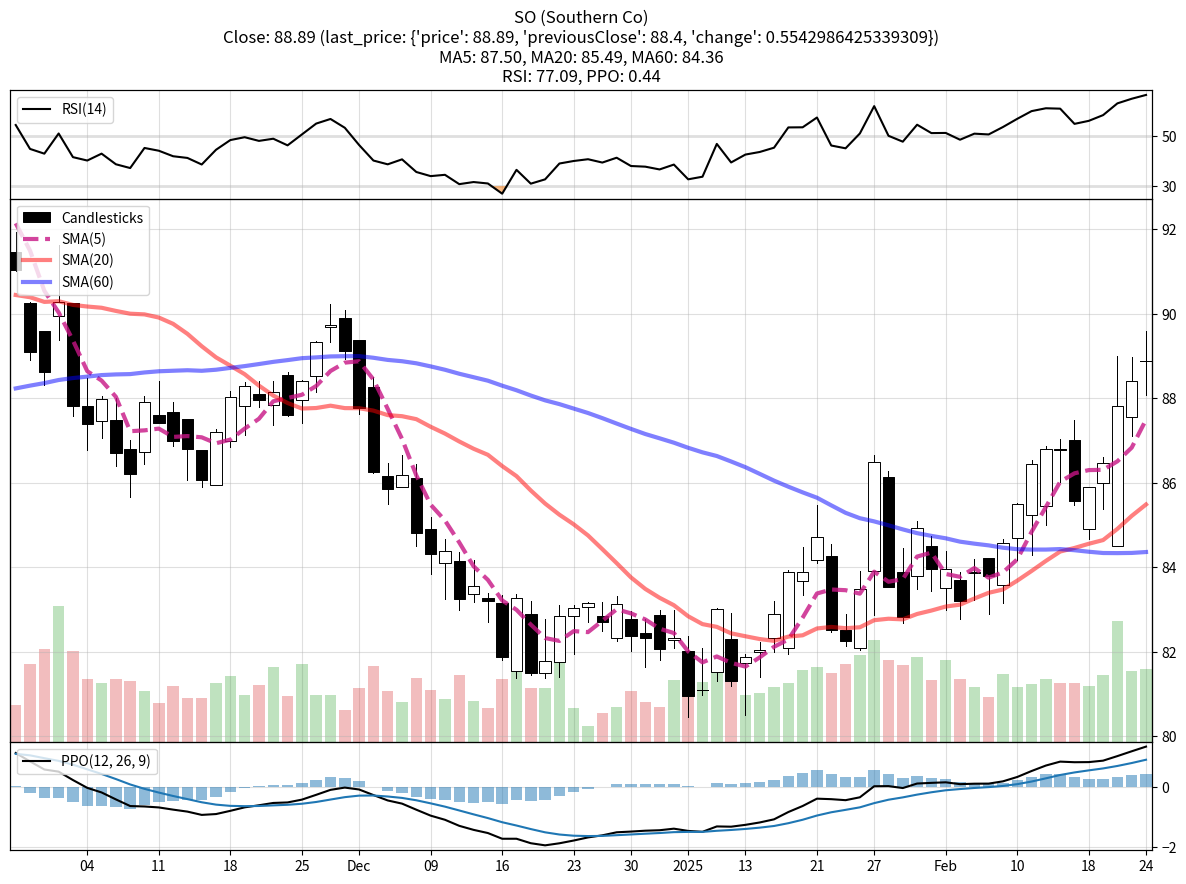 SO (Southern Co)
Close: 88.89 (last_price: {'price': 88.89, 'previousClose': 88.4, 'change': 0.5542986425339309})
MA5: 87.50, MA20: 85.49, MA60: 84.36
RSI: 77.09, PPO: 0.44
RSI(14)
50
30
Candlesticks
SMA(5)
SMA(20)
SMA(60)
92
90
88
86
84
82
80
PPO(12, 26, 9)
0
−2
04 11 18 25 Dec 09 16 23 30 2025 13 21 27 Feb 10 18 24